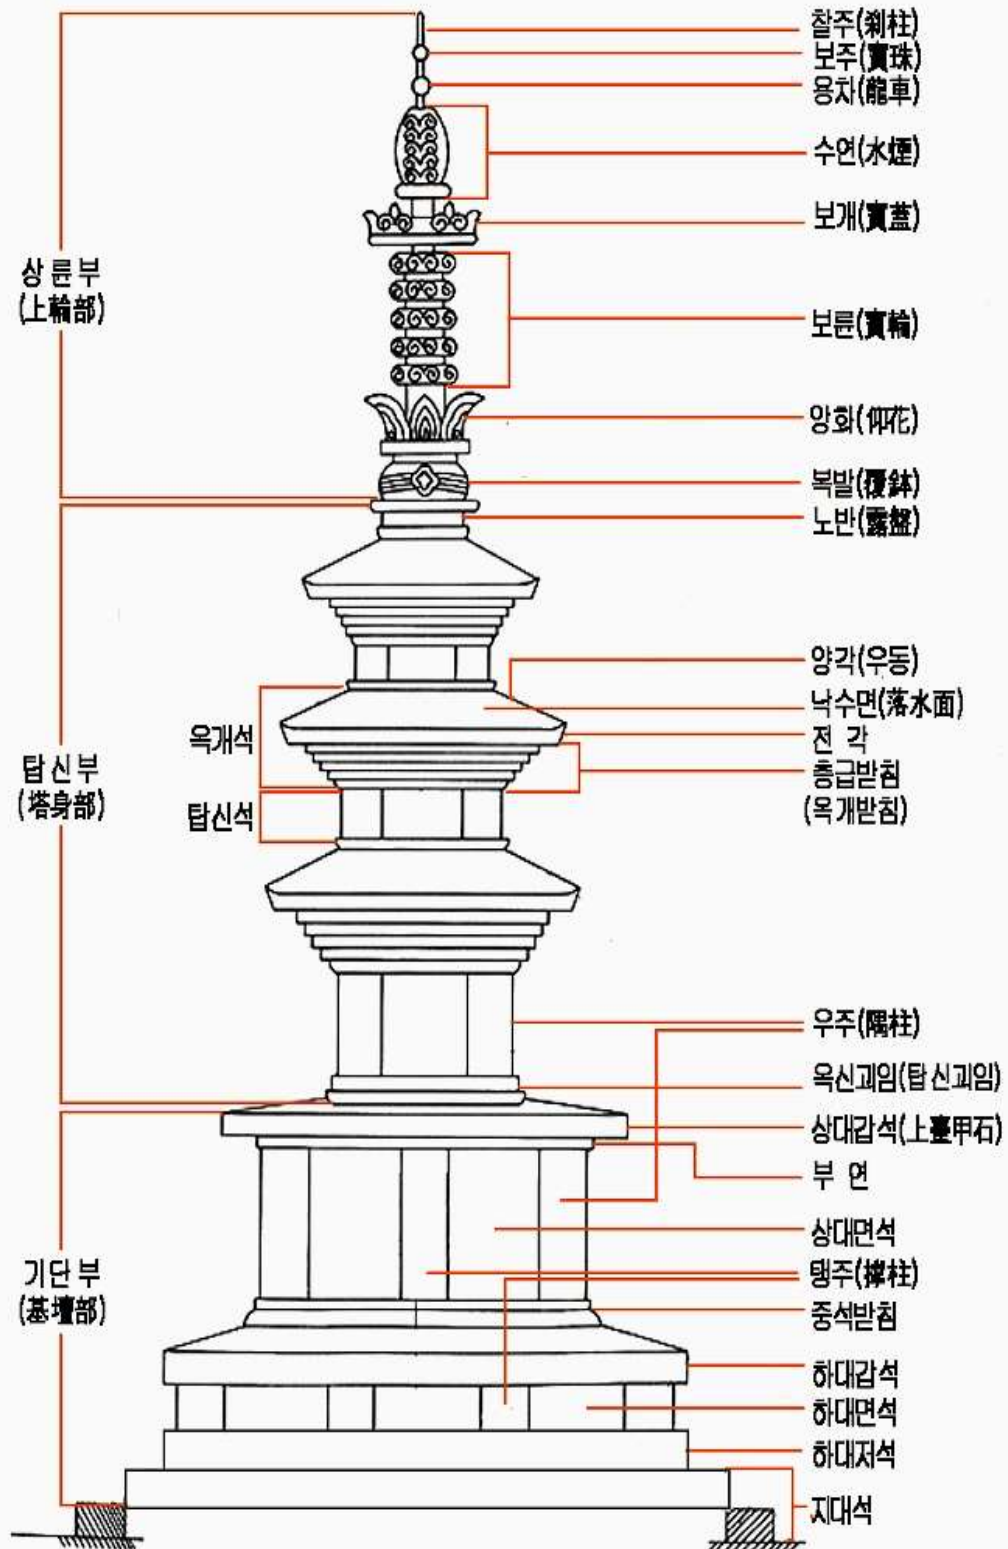 찰주(刹柱)
보주(寶珠)
용차(龍車)
수연(水煙)
보개(寶蓋)
상륜부
(上輪部)
보륜(寶輪)
앙화(仰花)
복발(覆鉢)
노반(露盤)
양각(우동)
낙수면(落水面)
전 각
옥개석
층급받침
(옥개받침)
탑신부
(塔身部)
탑신석
우주(隅柱)
옥신괴임(탑신괴임)
상대갑석(上臺甲石)
부 연
상대면석
탱주(撑柱)
기단부
(基壇部)
중석받침
하대갑석
하대면석
하대저석
지대석